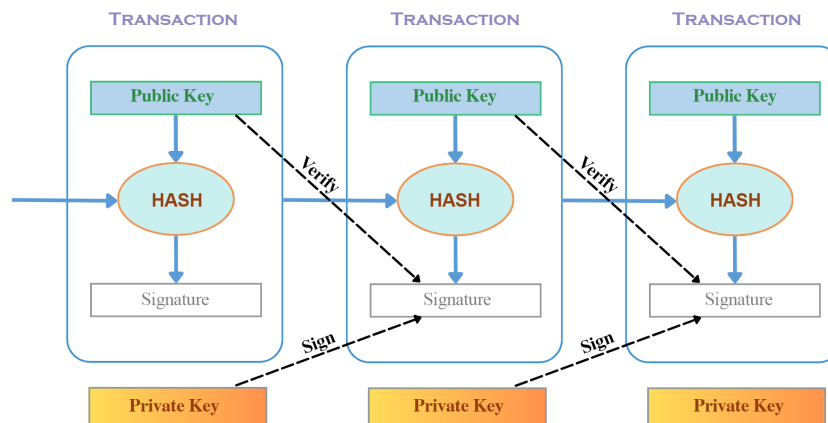 TRANSACTION TRANSACTION TRANSACTION
Public Key Public Key Public Key
Verify Verify
HASH HASH HASH
Signature Signature Signature
Sign Sign
Private Key Private Key Private Key